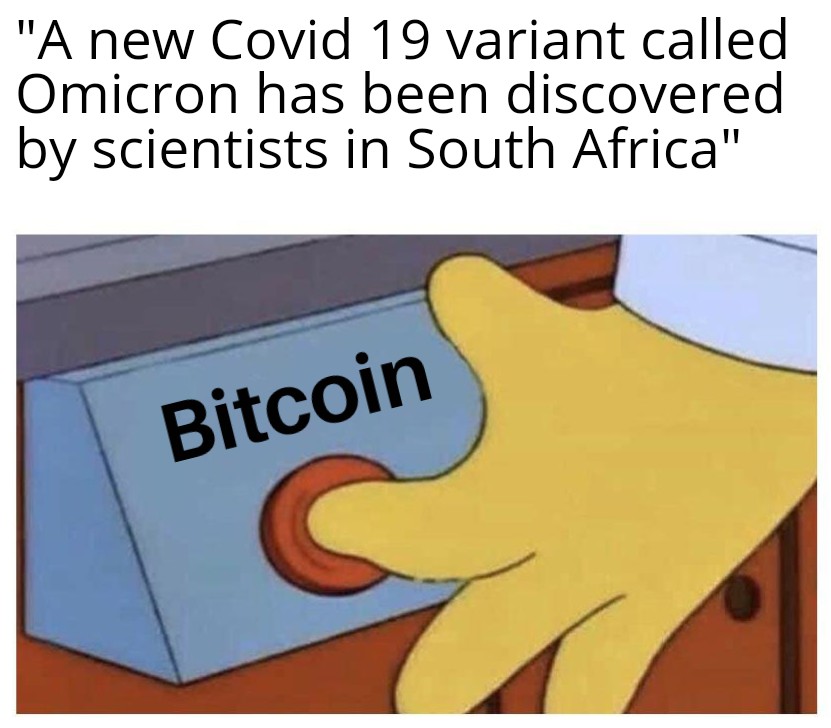 "A new Covid 19 variant called
Omicron has been discovered
by scientists in South Africa"
Bitcoin